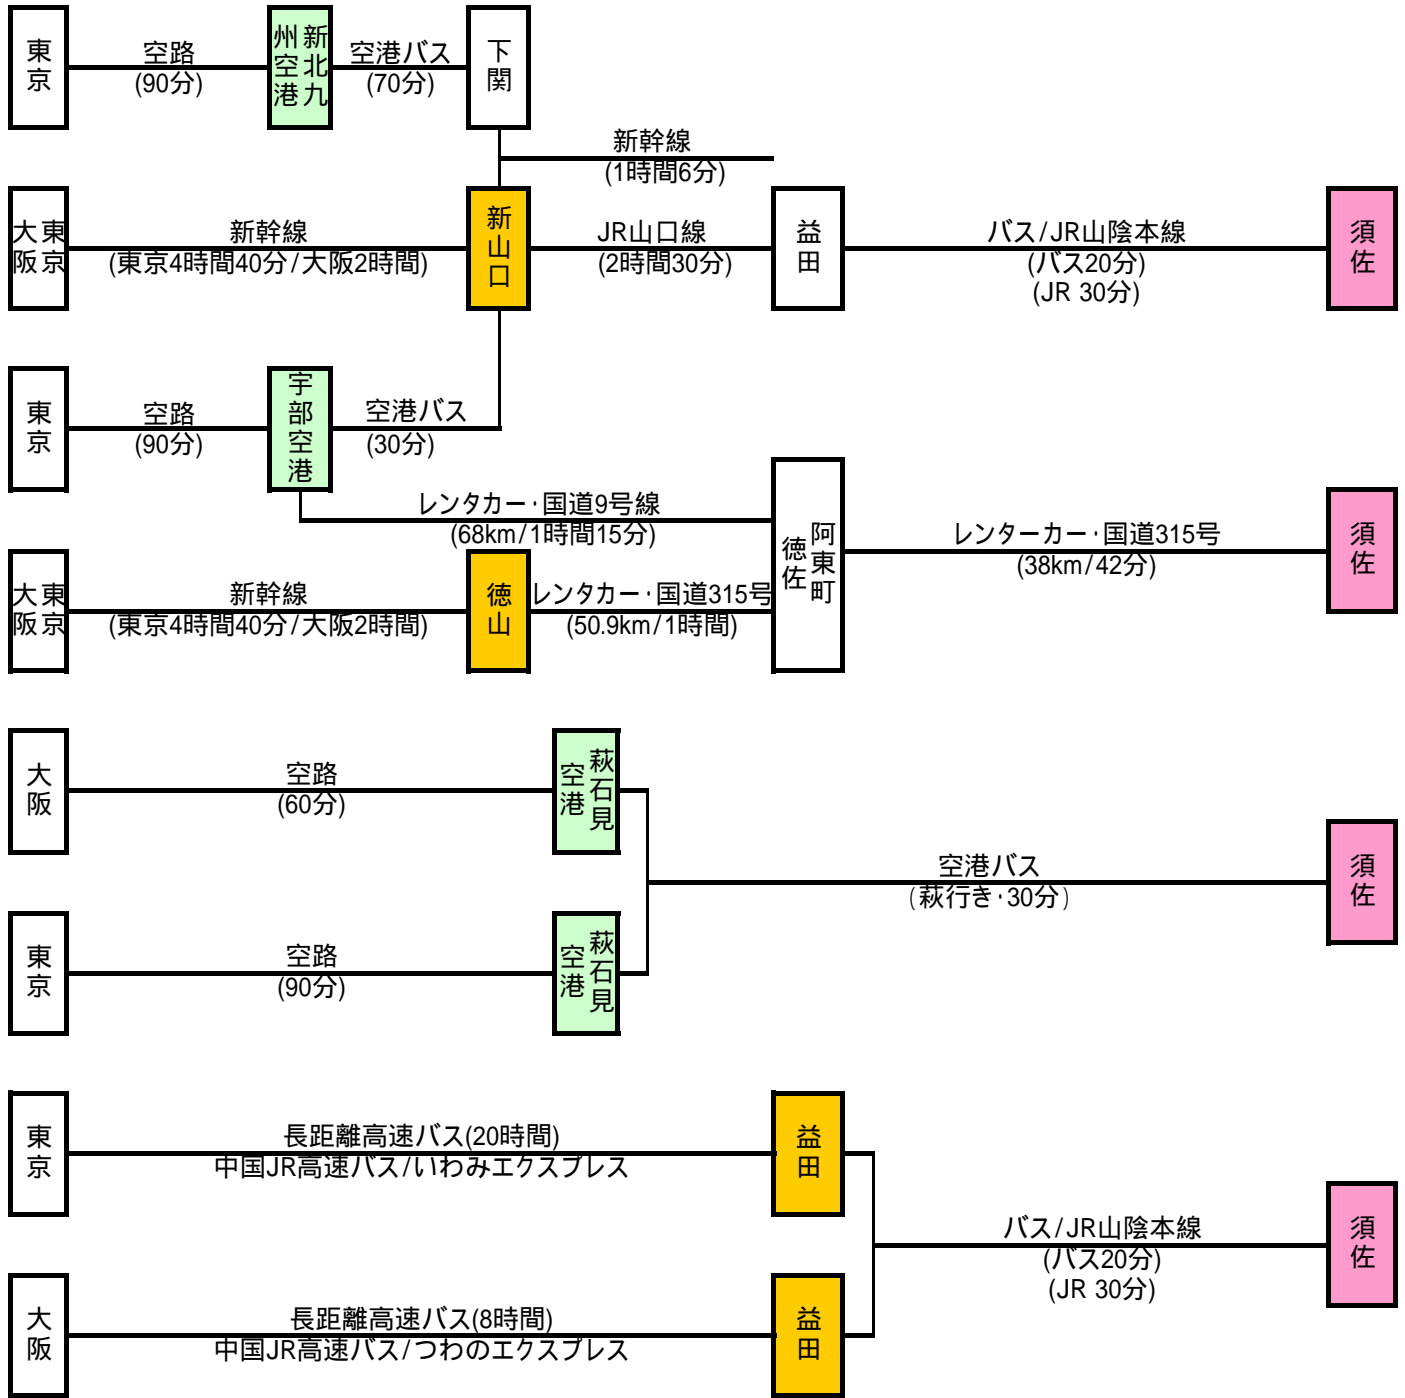 東京
空路
(90分)
新北九州空港
空港バス
(70分)
下関
新幹線
(1時間6分)
東京
大阪
新幹線
(東京4時間40分/大阪2時間)
新山口
JR山口線
(2時間30分)
益田
バス/JR山陰本線
(バス20分)
(JR 30分)
須佐
東京
空路
(90分)
宇部空港
空港バス
(30分)
レンタカー・国道9号線
(68km/1時間15分)
東京
大阪
新幹線
(東京4時間40分/大阪2時間)
徳山
レンタカー・国道315号
(50.9km/1時間)
阿東町
徳佐
レンターカー・国道315号
(38km/42分)
須佐
大阪
空路
(60分)
萩石見
空港
東京
空路
(90分)
萩石見
空港
空港バス
(萩行き・30分)
須佐
東京
長距離高速バス(20時間)
中国JR高速バス/いわみエクスプレス
益田
大阪
長距離高速バス(8時間)
中国JR高速バス/つわのエクスプレス
益田
バス/JR山陰本線
(バス20分)
(JR 30分)
須佐